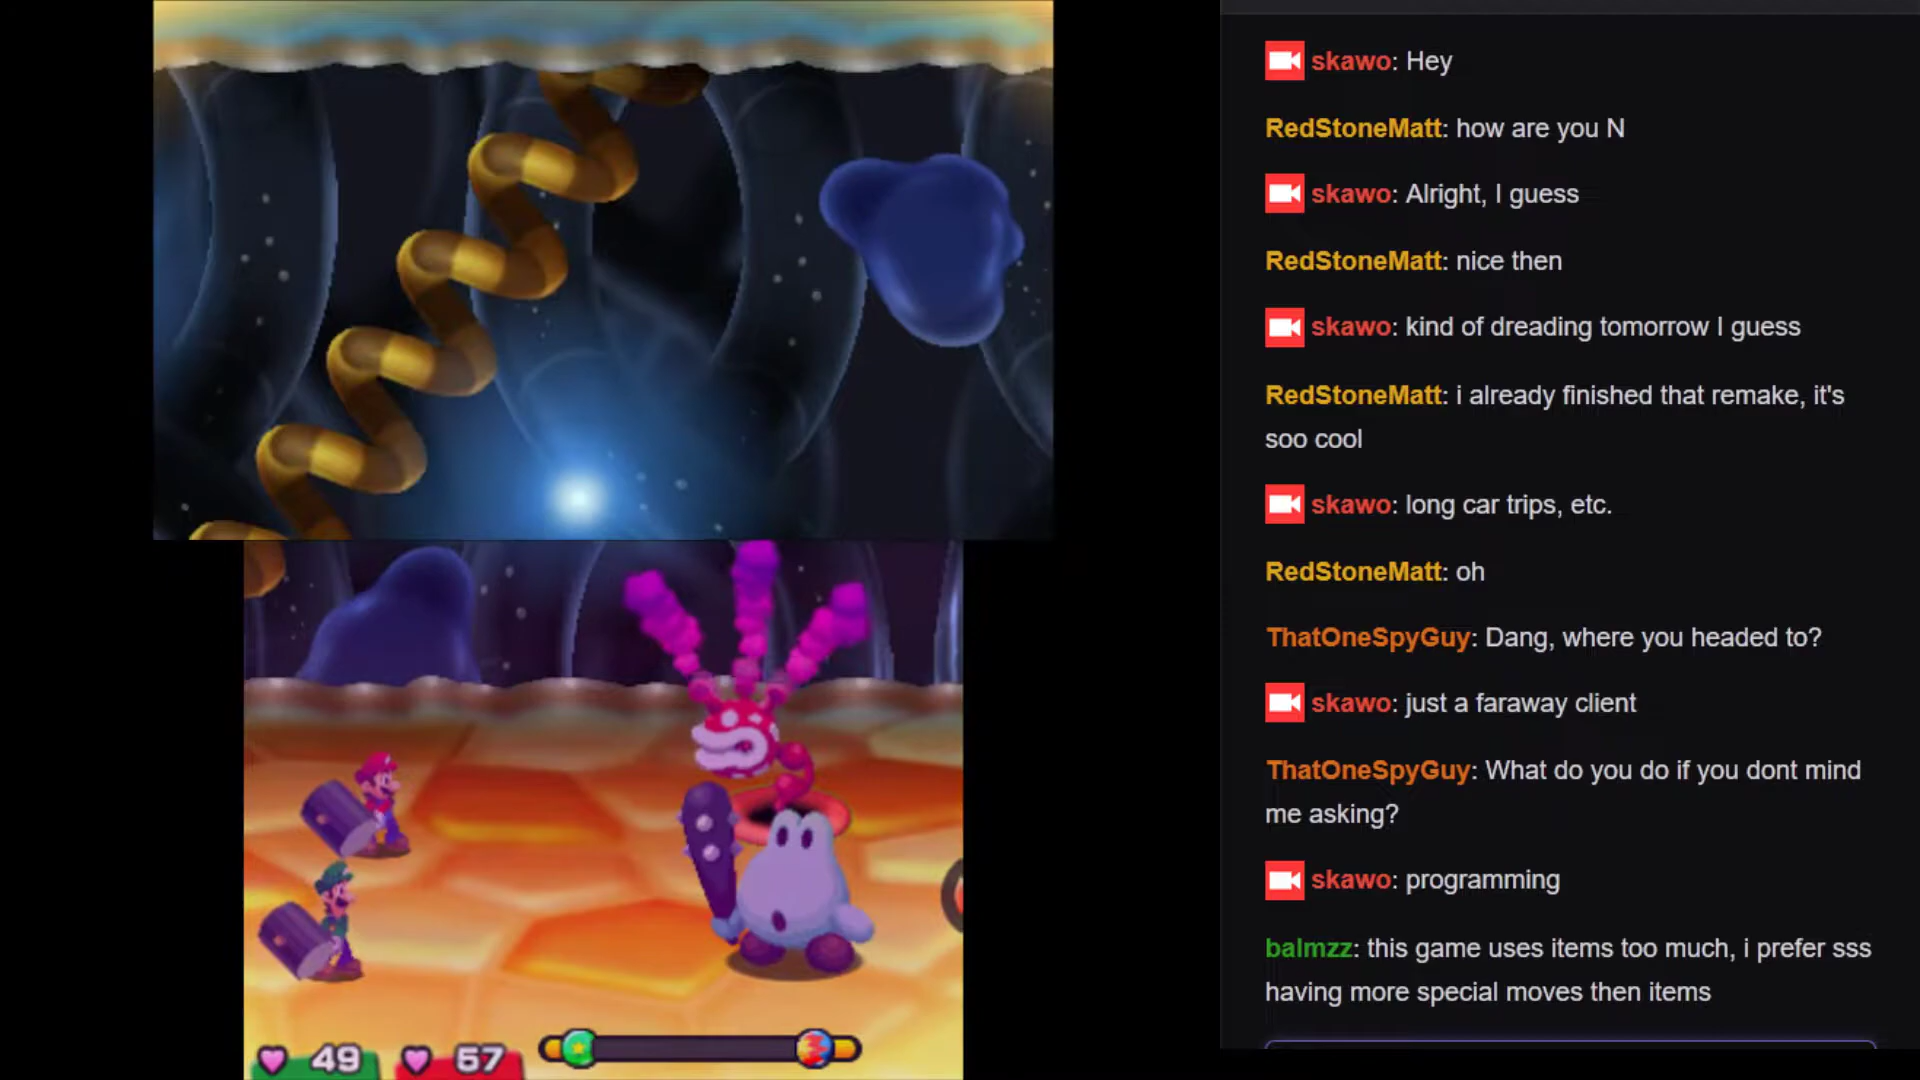 skawo: Hey
RedStoneMatt: how are you N
skawo: Alright, I guess
RedStoneMatt: nice then
skawo: kind of dreading tomorrow I guess
RedStoneMatt: i already finished that remake, it's
soo cool
skawo: long car trips, etc.
RedStoneMatt: oh
ThatOneSpyGuy: Dang, where you headed to?
skawo: just a faraway client
ThatOneSpyGuy: What do you do if you dont mind
me asking?
skawo: programming
balmzz: this game uses items too much, i prefer sss
having more special moves then items
49 57